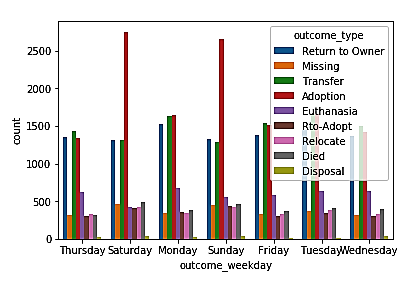 outcome_type
Return to Owner
Missing
Transfer
Adoption
Euthanasia
Rto-Adopt
Relocate
Died
Disposal
2500
2000
1500
1000
500
0
count
Thursday Saturday Monday Sunday Friday Tuesday Wednesday
outcome_weekday